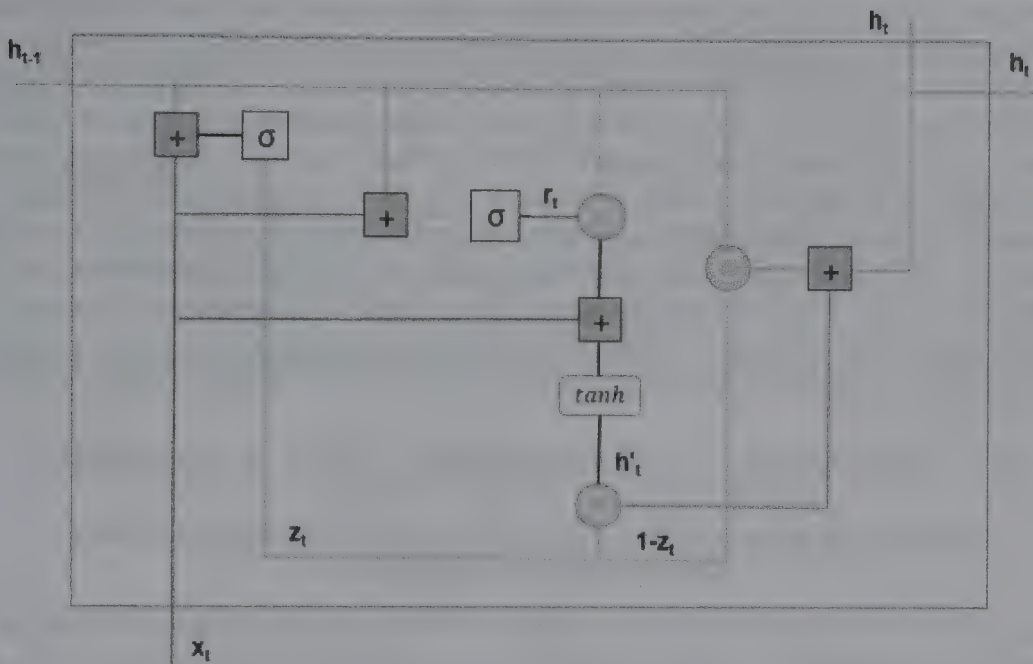 h_t
h_{t-1}
h_t
+ σ
+ σ r_t
+
+
tanh
h'_t
z_t 1-z_t
x_t